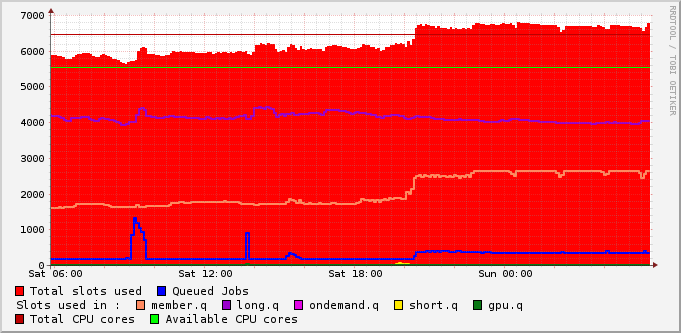 7000
6000
5000
4000
3000
2000
1000
0
Sat 06:00 Sat 12:00 Sat 18:00 Sun 00:00
Total slots used Queued Jobs
Slots used in : member.q long.q ondemand.q short.q gpu.q
Total CPU cores Available CPU cores
RRDTOOL / TOBI OETIKER